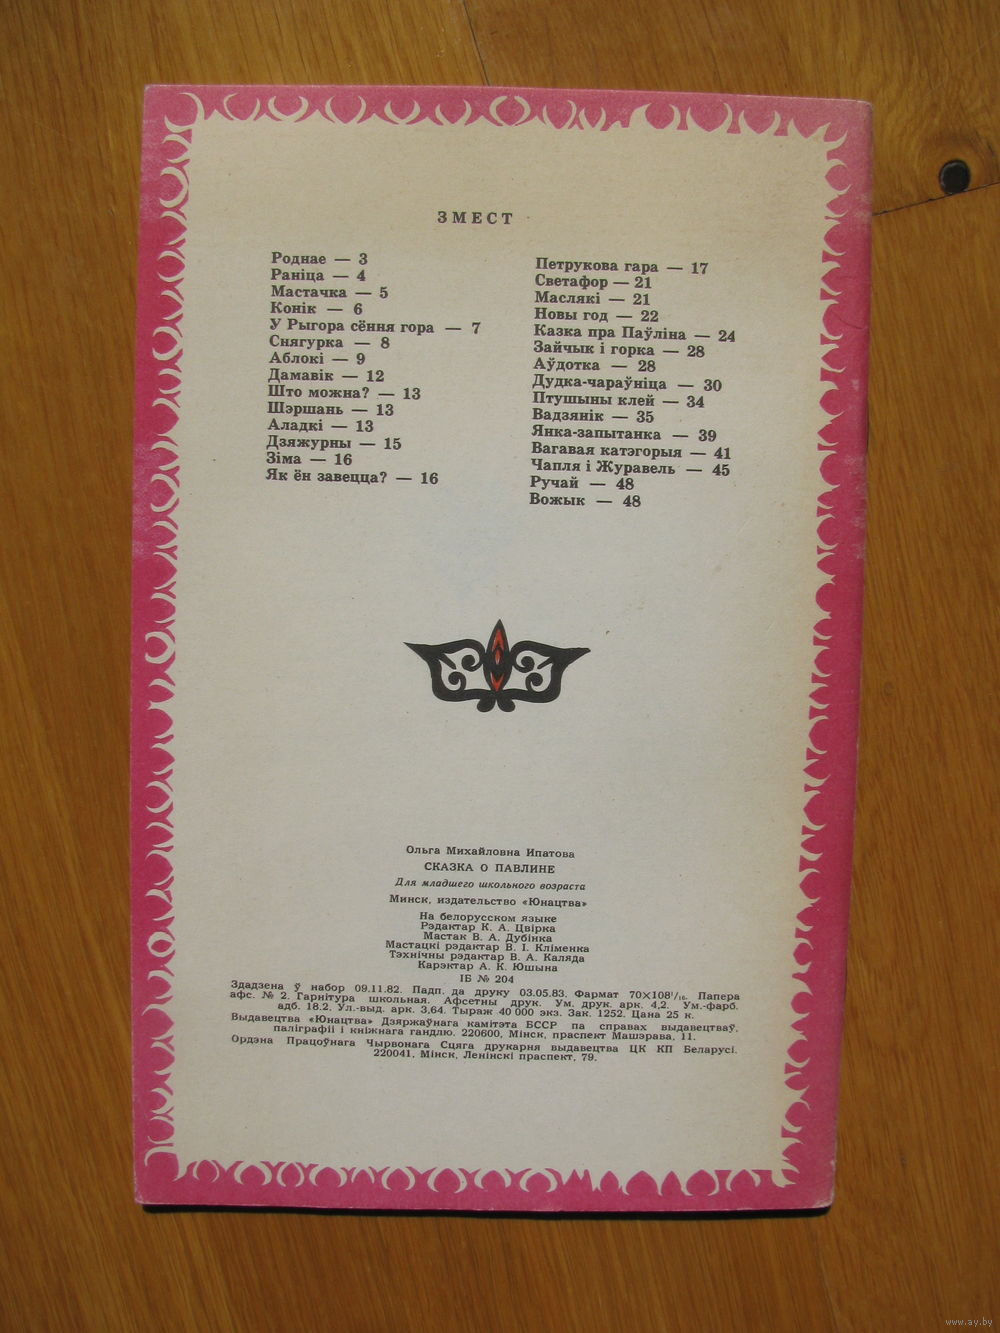 ЗМЕСТ
Роднае — 3
Раніца — 4
Мастачка — 5
Конік — 6
У Рыгора сёння гора — 7
Снягурка — 8
Аблокі — 9
Дамавік — 12
Што можна? — 13
Шэршань — 13
Аладкі — 13
Дзяжурны — 15
Зіма — 16
Як ён завецца? — 16
Петрукова гара — 17
Светафор — 21
Маслякі — 21
Новы год — 22
Казка пра Паўліна — 24
Зайчык і горка — 28
Аўдотка — 28
Дудка-чараўніца — 30
Птушыны клей — 34
Вадзянік — 35
Янка-запытанка — 39
Вагавая катэгорыя — 41
Чапля і Журавель — 45
Ручай — 48
Вожык — 48
Ольга Михайловна Ипатова
СКАЗКА О ПАВЛИНЕ
Для младшего школьного возраста
Минск, издательство «Юнацтва»
На белорусском языке
Рэдактар К. А. Цвірка
Мастак В. А. Дубінка
Мастацкі рэдактар В. І. Кліменка
Тэхнічны рэдактар В. А. Каляда
Карэктар А. К. Юшына
ІБ № 204
Здадзена ў набор 09.11.82. Падп. да друку 03.05.83. Фармат 70×108¹/₁₆. Папера
афс. № 2. Гарнітура школьная. Афсетны друк. Ум. друк. арк. 4,2. Ум.-фарб.
адб. 18.2. Ул.-выд. арк. 3,64. Тыраж 40 000 экз. Зак. 1252. Цана 25 к.
Выдавецтва «Юнацтва» Дзяржаўнага камітэта БССР па справах выдавецтваў,
паліграфіі і кніжнага гандлю. 220600, Мінск, праспект Машэрава, 11.
Ордэна Працоўнага Чырвонага Сцяга друкарня выдавецтва ЦК КП Беларусі.
220041, Мінск, Ленінскі праспект, 79.
www.ay.by